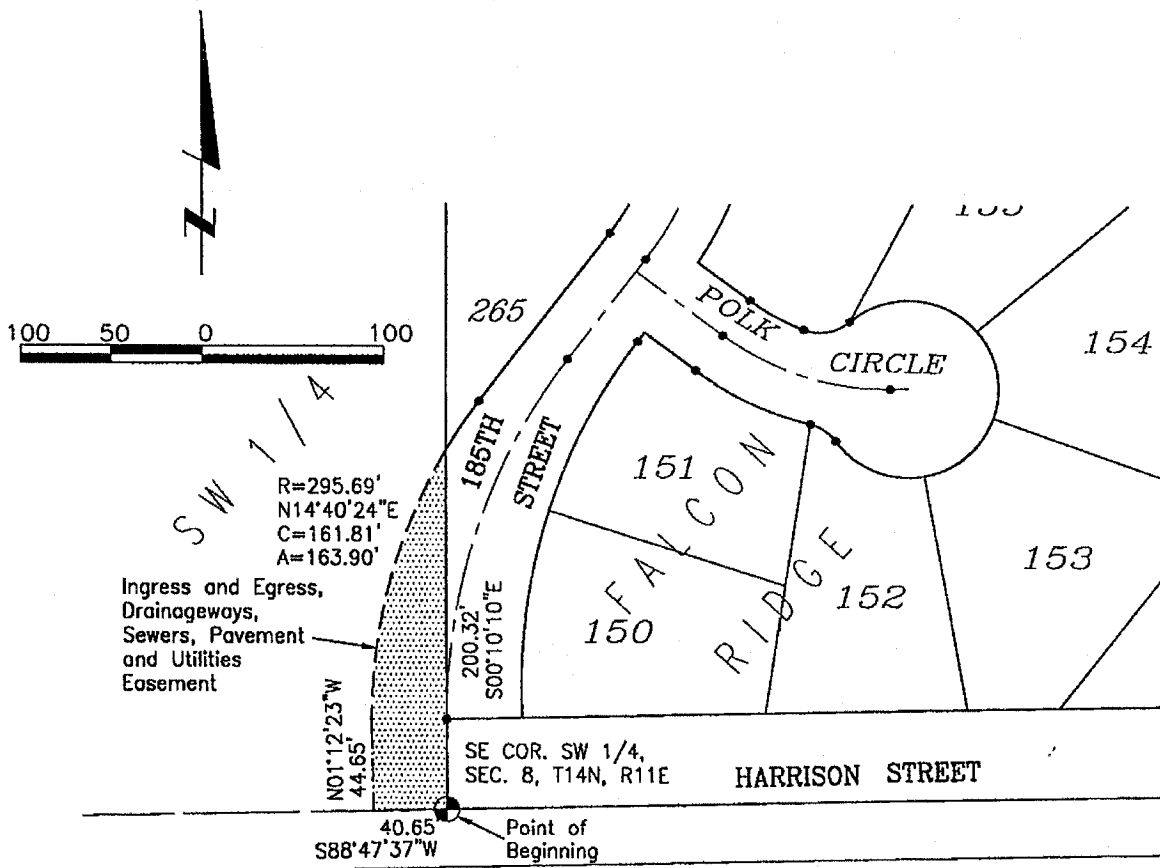 N
100 50 0 100
SW 1/4
265
POLK
CIRCLE
154
185TH
STREET
151
153
152
150
FALCON
RIDGE
R=295.69'
N14°40'24"E
C=161.81'
A=163.90'
Ingress and Egress,
Drainageways,
Sewers, Pavement
and Utilities
Easement
200.32'
S00°10'10"E
N01°12'23"W
44.65'
SE COR. SW 1/4,
SEC. 8, T14N, R11E
HARRISON STREET
40.65'
S88°47'37"W
Point of
Beginning